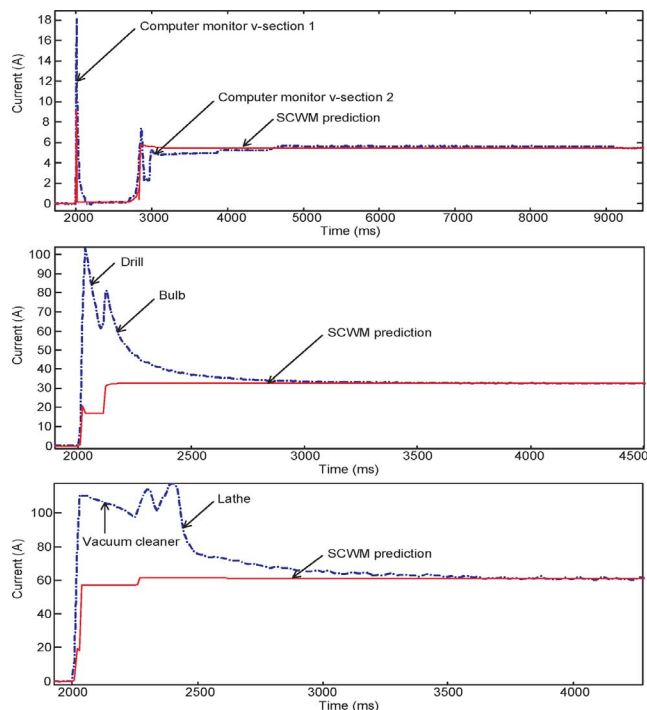 18
16
14
12
10
8
6
4
2
0
Current (A)
Computer monitor v-section 1
Computer monitor v-section 2
SCWM prediction
2000 3000 4000 5000 6000 7000 8000 9000
Time (ms)
100
90
80
70
60
50
40
30
20
10
0
Current (A)
Drill
Bulb
SCWM prediction
2000 2500 3000 3500 4000 4500
Time (ms)
100
80
60
40
20
0
Current (A)
Lathe
Vacuum cleaner
SCWM prediction
2000 2500 3000 3500 4000
Time (ms)